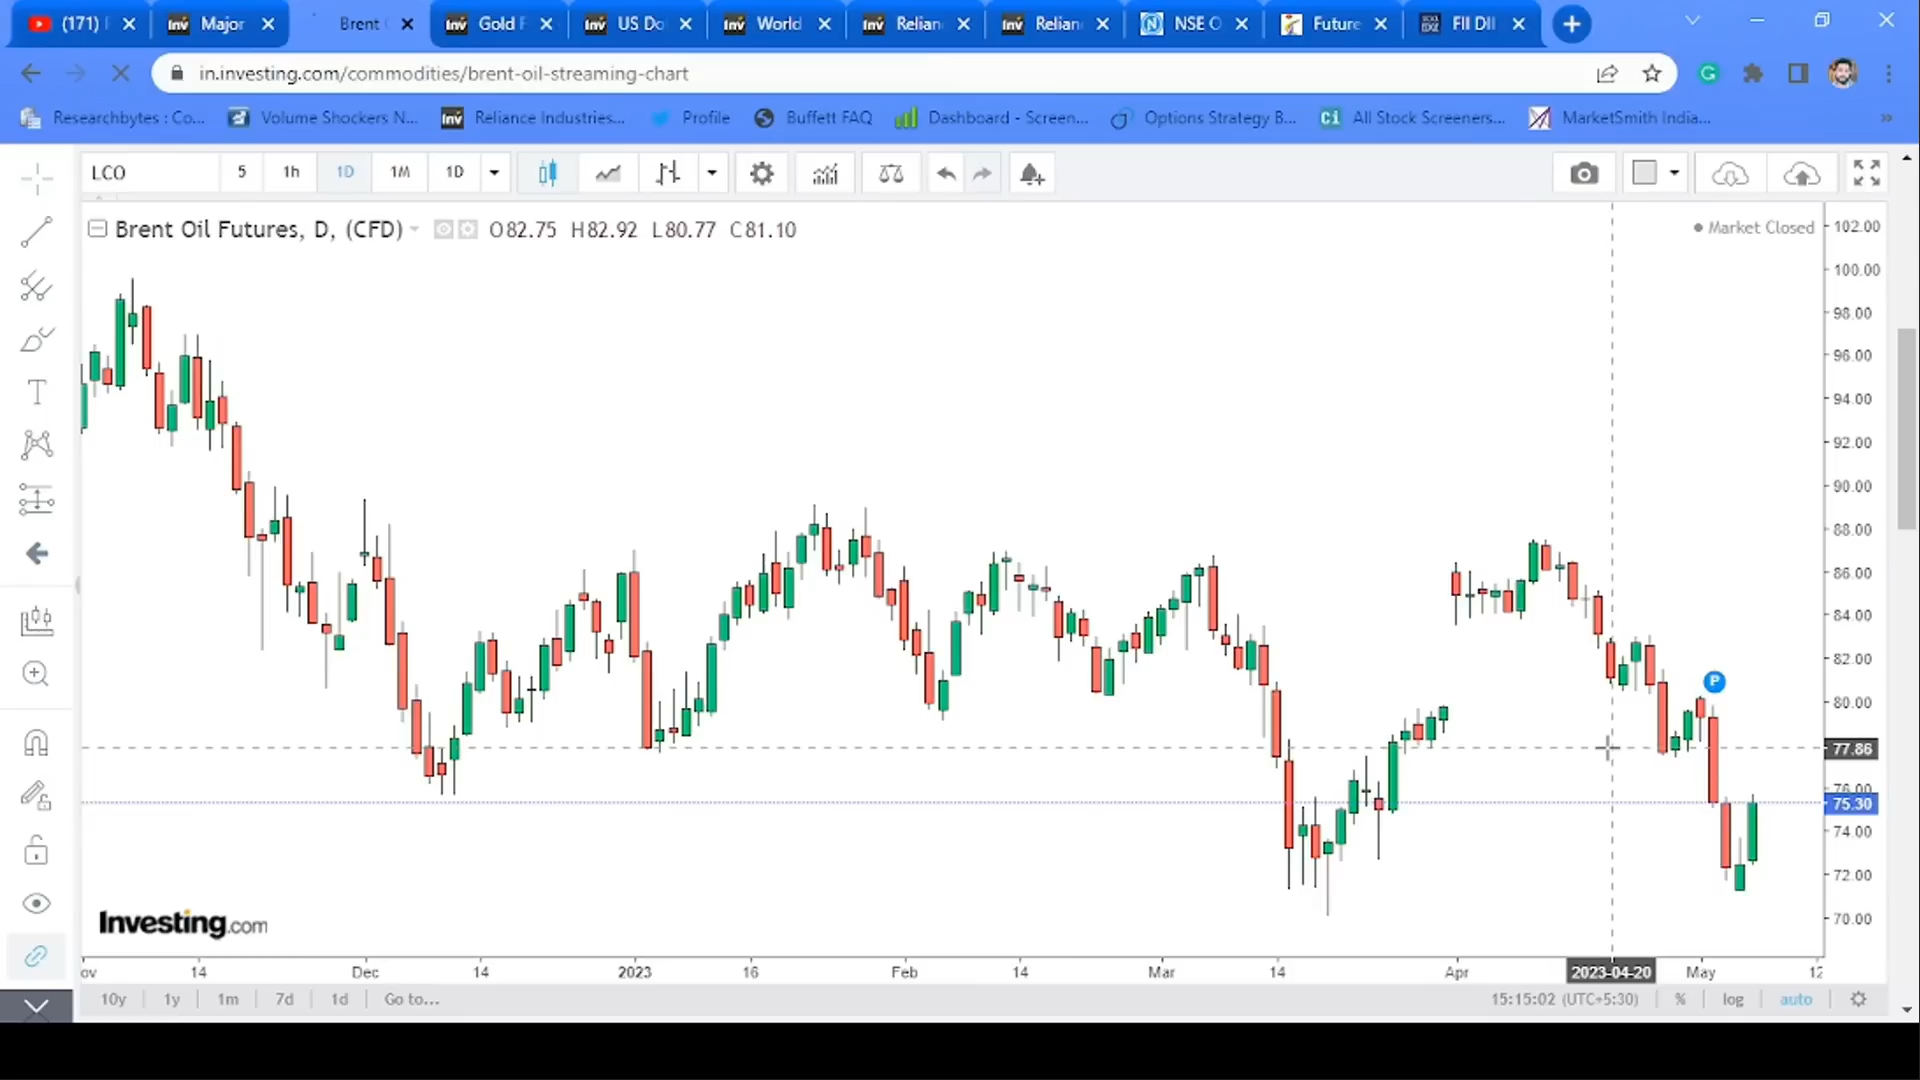 (171) Major Brent Gold F US Do World Relian Relian NSE O Future FII DII
in.investing.com/commodities/brent-oil-streaming-chart
Researchbytes : Co... Volume Shockers N... Reliance Industries... Profile Buffett FAQ Dashboard - Screen... Options Strategy B... All Stock Screeners... MarketSmith India...
LCO 5 1h 1D 1M 1D
Brent Oil Futures, D, (CFD) O82.75 H82.92 L80.77 C81.10
Market Closed
102.00
100.00
98.00
96.00
94.00
92.00
90.00
88.00
86.00
84.00
82.00
P
80.00
77.86
76.00
75.30
74.00
72.00
70.00
Investing.com
ov 14 Dec 14 2023 16 Feb 14 Mar 14 Apr 2023-04-20 May 12
10y 1y 1m 7d 1d Go to... 15:15:02 (UTC+5:30) % log auto